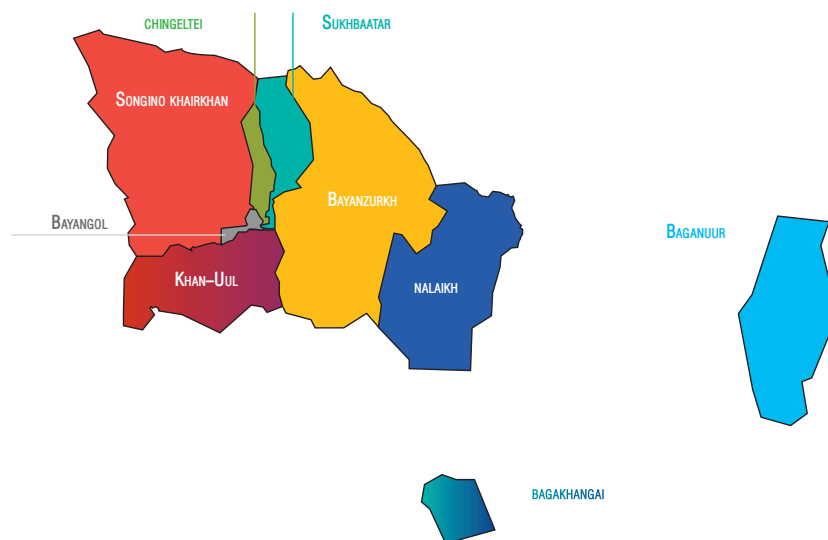 CHINGELTEI
SUKHBAATAR
SONGINO KHAIRKHAN
BAYANZURKH
BAYANGOL
BAGANUUR
KHAN–UUL
NALAIKH
BAGAKHANGAI